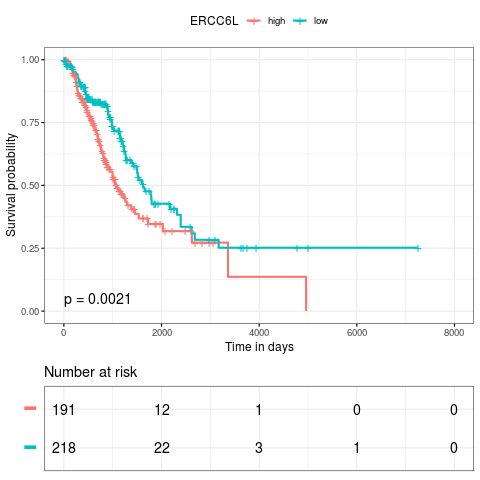 ERCC6L high low
1.00
0.75
0.50
0.25
0.00
Survival probability
p = 0.0021
0 2000 4000 6000 8000
Time in days
Number at risk
191 12 1 0 0
218 22 3 1 0